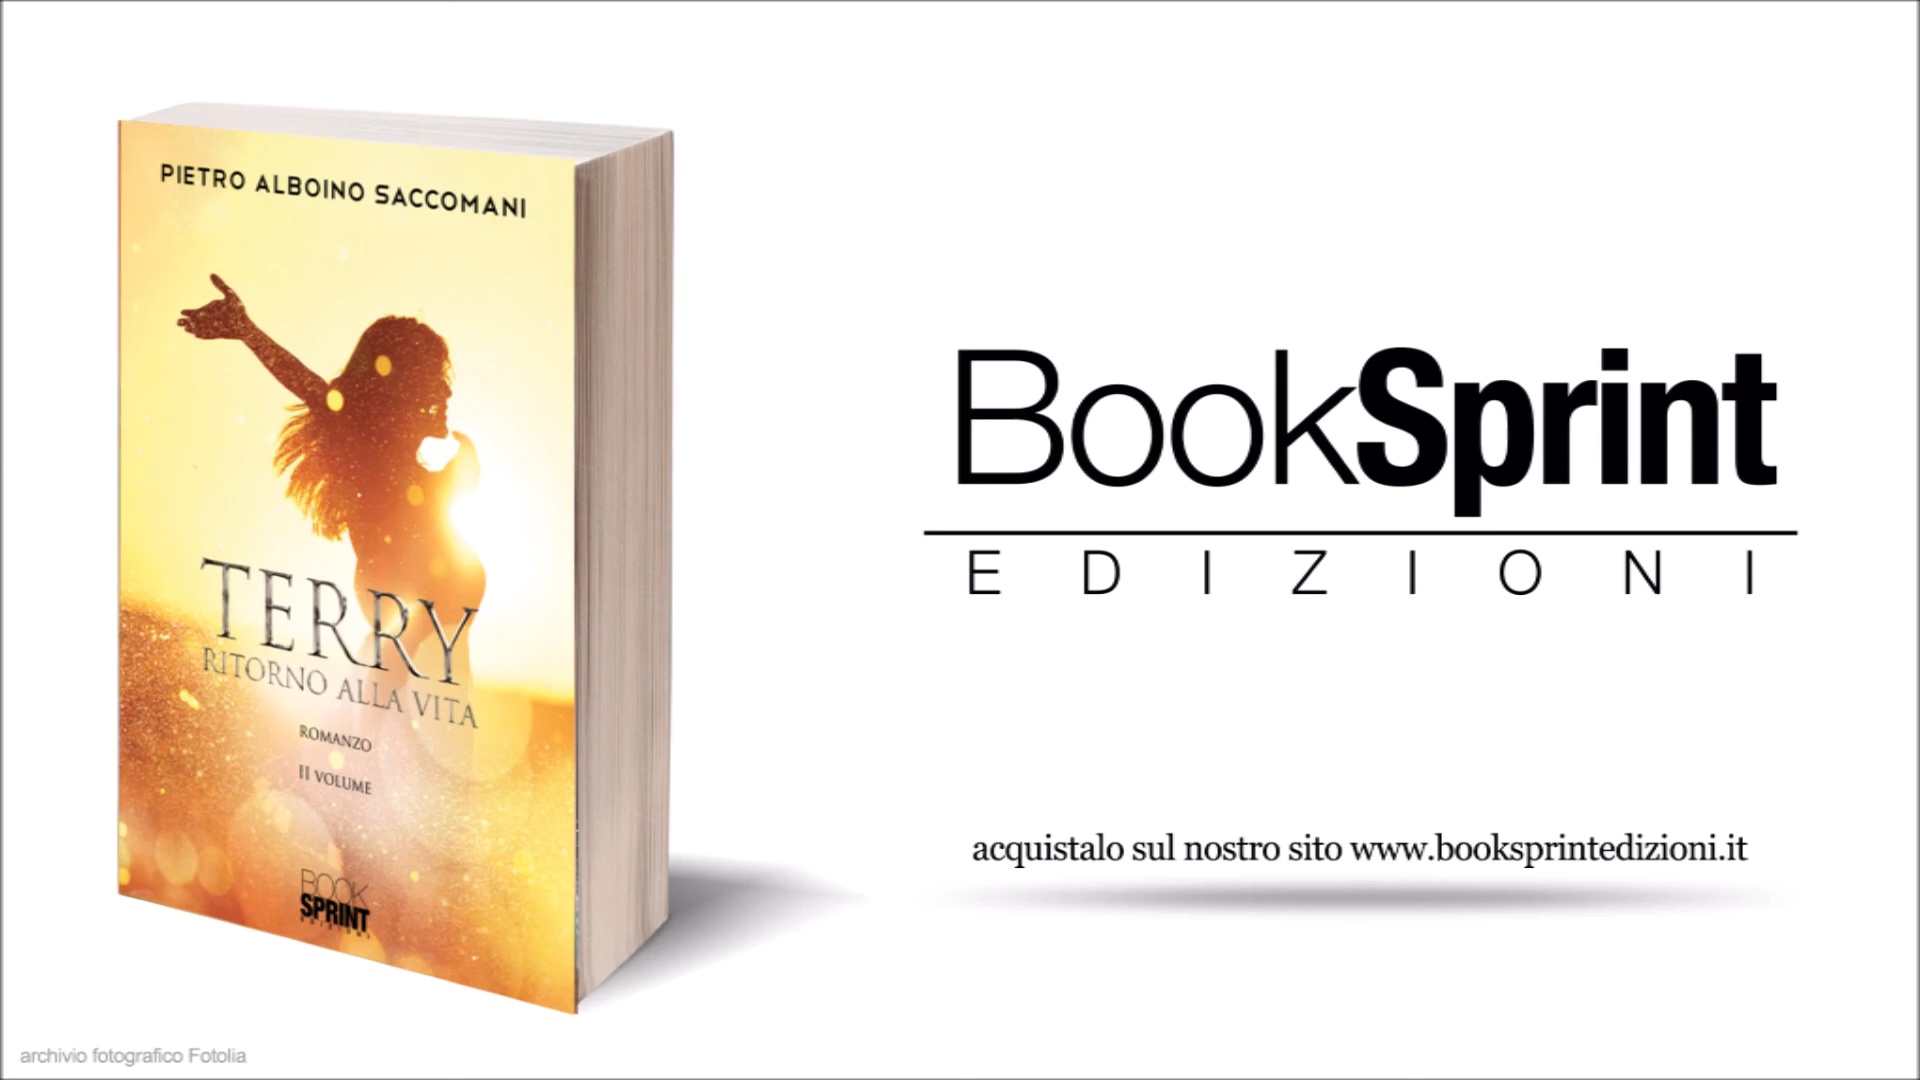 PIETRO ALBOINO SACCOMANI
TERRY
RITORNO ALLA VITA
ROMANZO
II VOLUME
BOOK
SPRINT
EDIZIONI
BookSprint
EDIZIONI
acquistalo sul nostro sito www.booksprintedizioni.it
archivio fotografico Fotolia